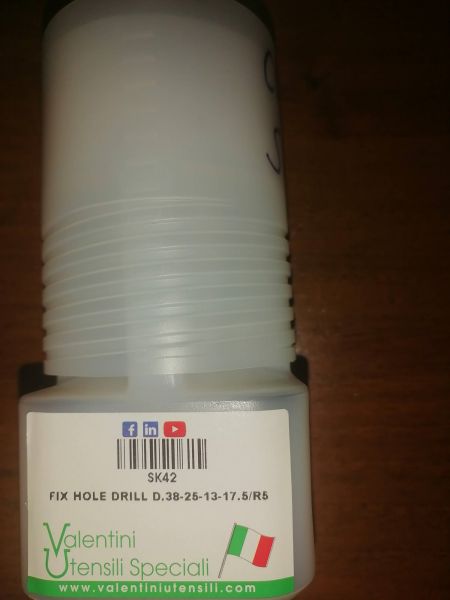 SK42
FIX HOLE DRILL D.38-25-13-17.5/R5
Valentini
Utensili Speciali
www.valentiniutensili.com